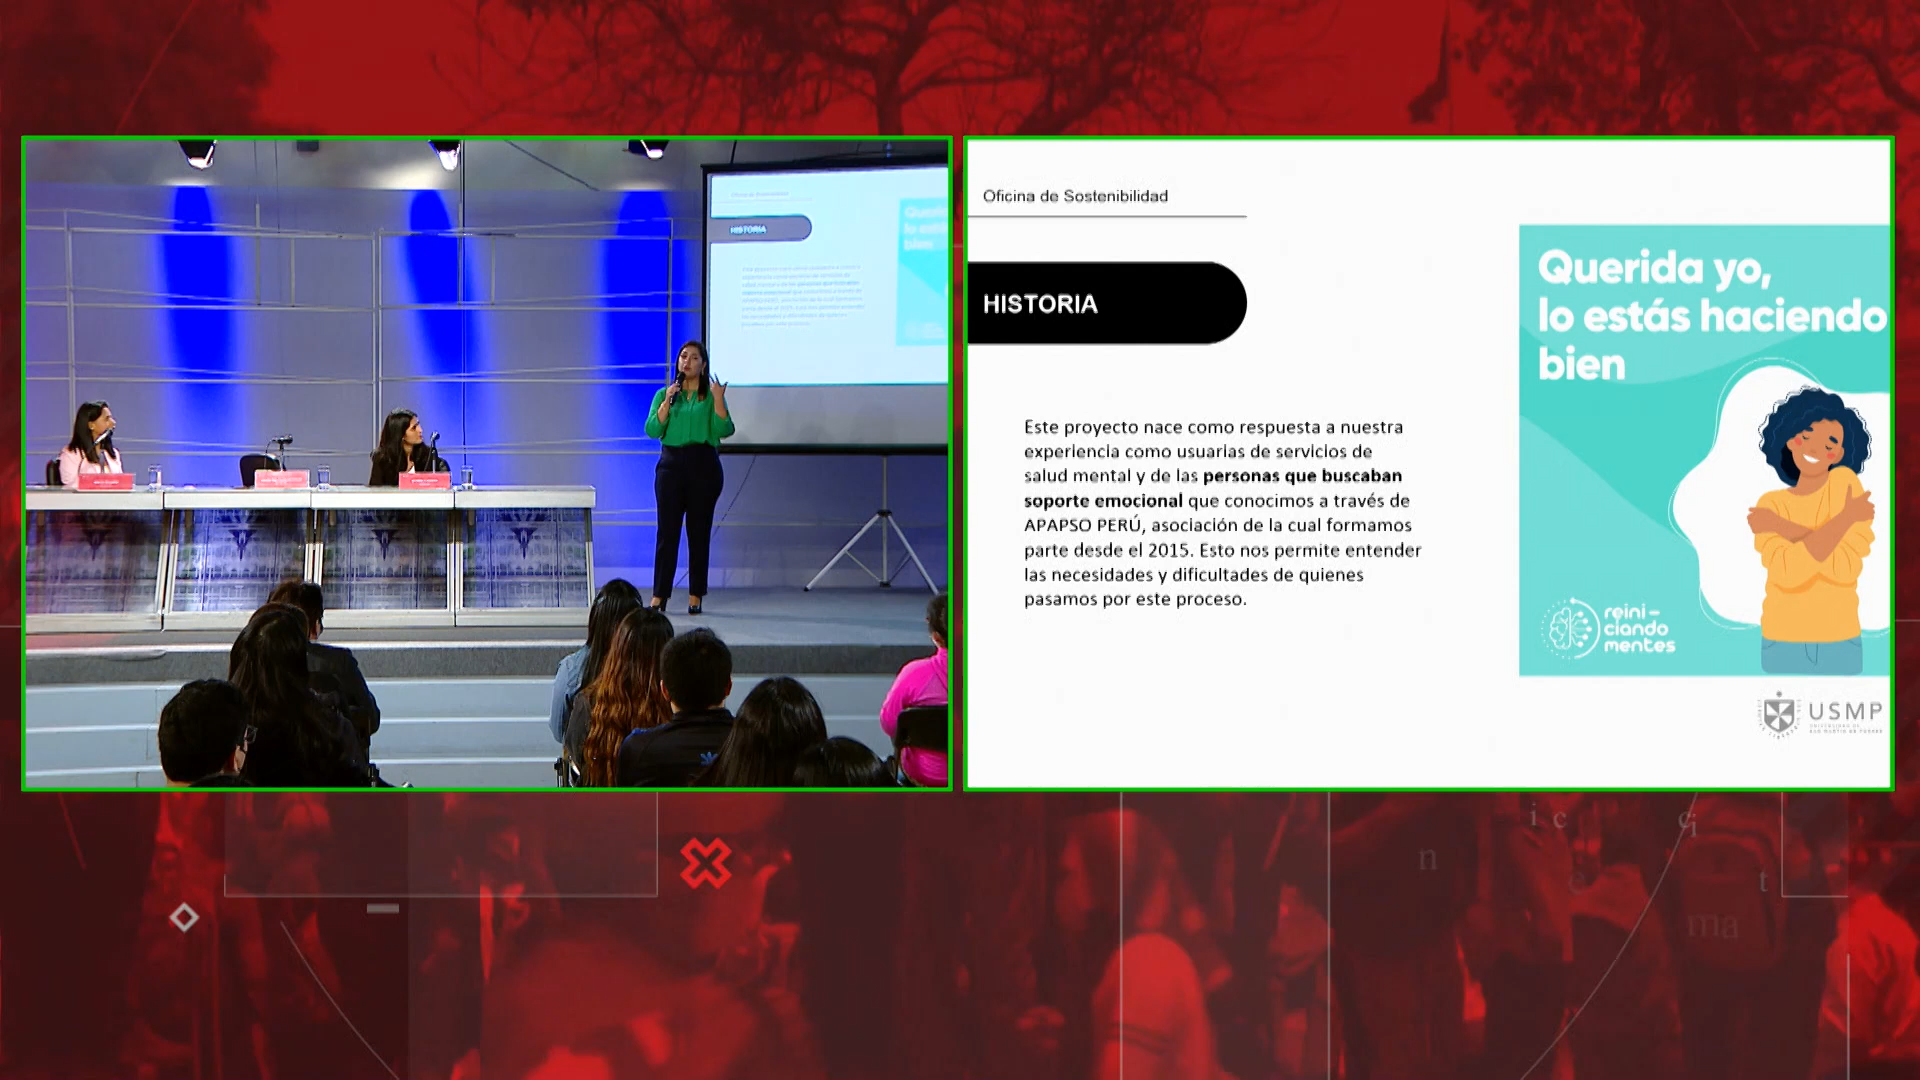 HISTORIA
Oficina de Sostenibilidad
HISTORIA
Este proyecto nace como respuesta a nuestra
experiencia como usuarias de servicios de
salud mental y de las personas que buscaban
soporte emocional que conocimos a través de
APAPSO PERÚ, asociación de la cual formamos
parte desde el 2015. Esto nos permite entender
las necesidades y dificultades de quienes
pasamos por este proceso.
Querida yo,
lo estás haciendo
bien
reini-
ciando
mentes
USMP
i c
ci
n
e
t
ma